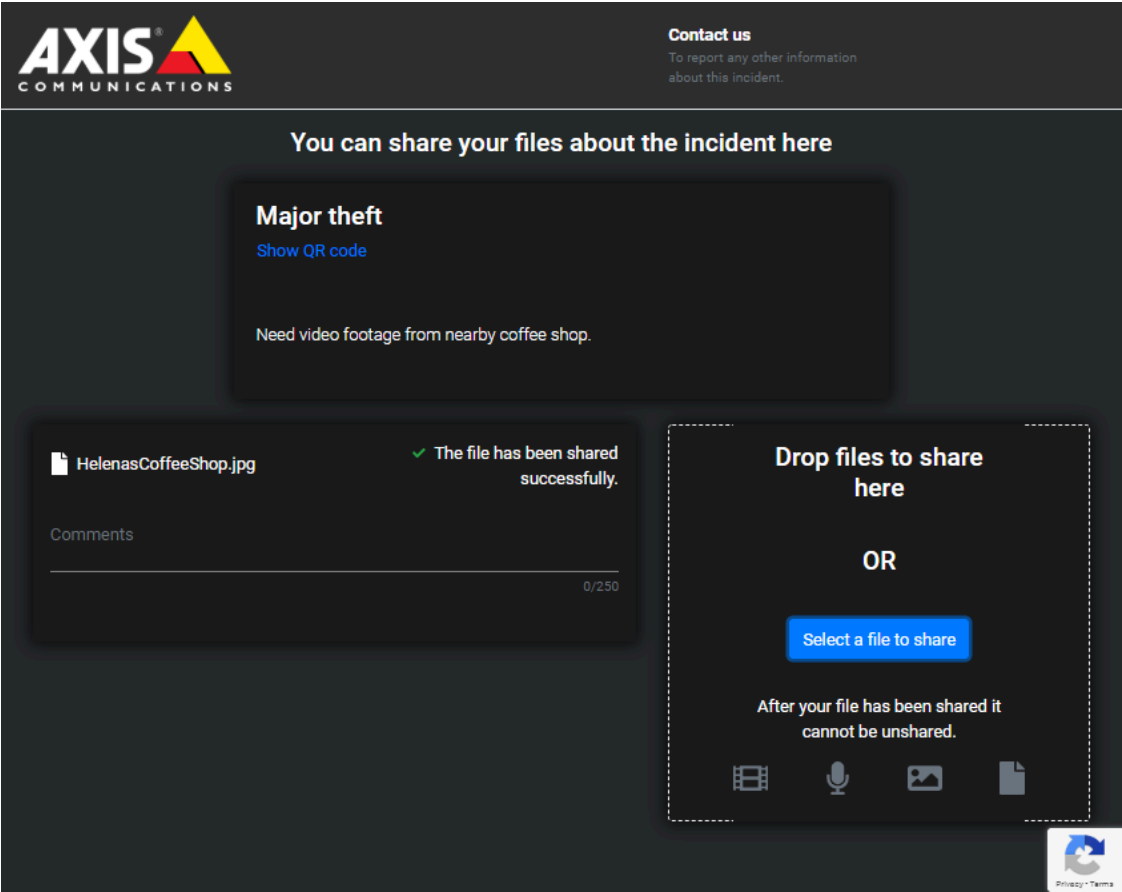 AXIS®
COMMUNICATIONS
Contact us
To report any other information
about this incident.
You can share your files about the incident here
Major theft
Show QR code
Need video footage from nearby coffee shop.
HelenasCoffeeShop.jpg
The file has been shared
successfully.
Comments
0/250
Drop files to share
here
OR
Select a file to share
After your file has been shared it
cannot be unshared.
Privacy • Terms